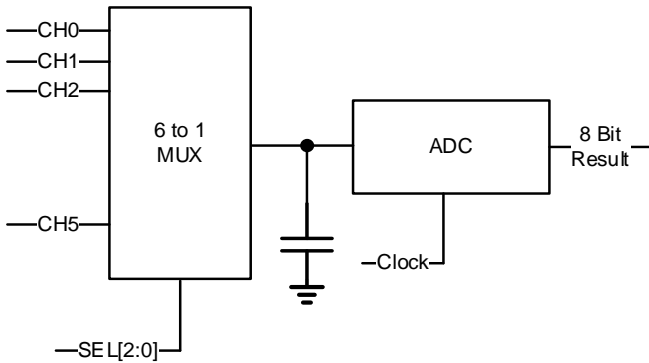 CH0
CH1
CH2
6 to 1
MUX
ADC
8 Bit
Result
CH5
Clock
SEL[2:0]